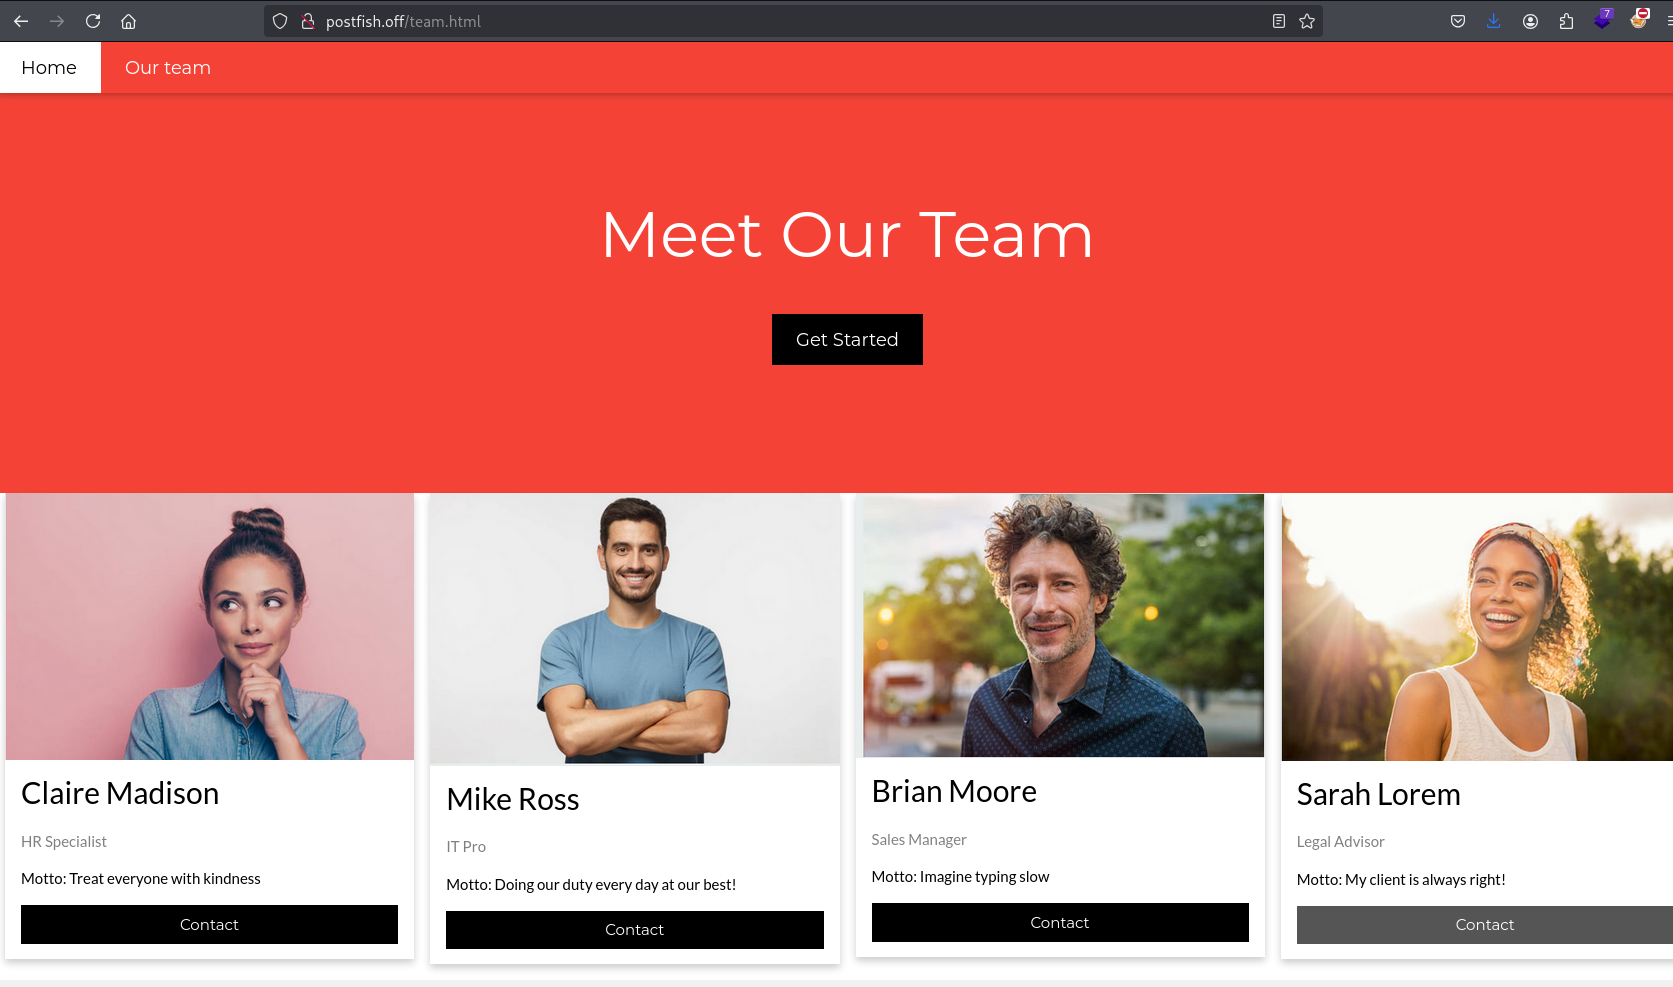 postfish.off/team.html
7
Home
Our team
Meet Our Team
Get Started
Claire Madison
HR Specialist
Motto: Treat everyone with kindness
Contact
Mike Ross
IT Pro
Motto: Doing our duty every day at our best!
Contact
Brian Moore
Sales Manager
Motto: Imagine typing slow
Contact
Sarah Lorem
Legal Advisor
Motto: My client is always right!
Contact